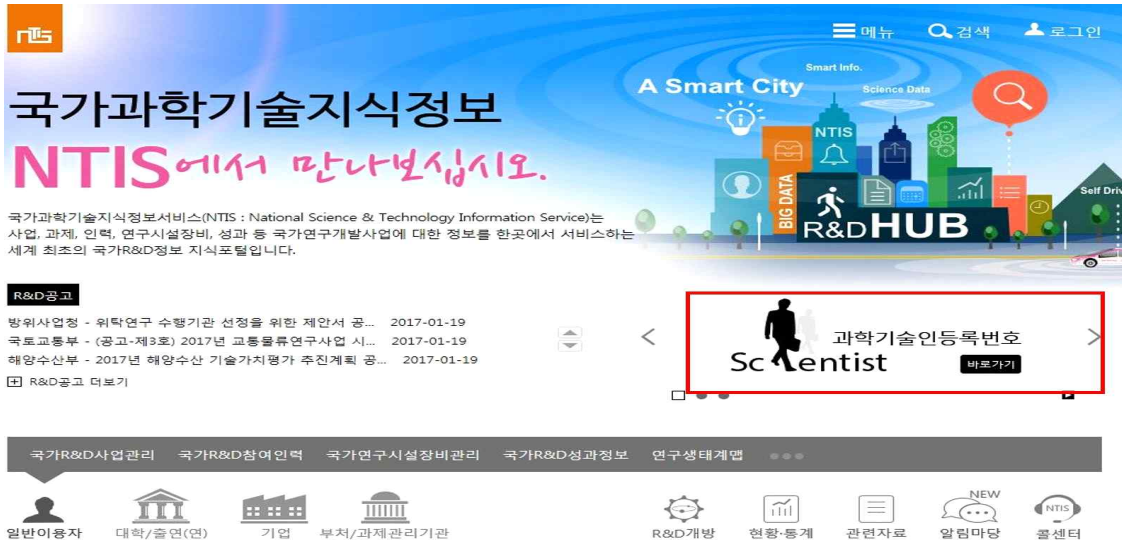 NTIS
메뉴 검색 로그인
국가과학기술지식정보
NTIS에서 만나보십시오.
국가과학기술지식정보서비스(NTIS : National Science & Technology Information Service)는
사업, 과제, 인력, 연구시설장비, 성과 등 국가연구개발사업에 대한 정보를 한곳에서 서비스하는
세계 최초의 국가R&D정보 지식포털입니다.
A Smart City
Smart Info.
Science Data
NTIS
BIG DATA
R&D HUB
Self Driv
R&D공고
방위사업청 - 위탁연구 수행기관 선정을 위한 제안서 공... 2017-01-19
국토교통부 - (공고-제3호) 2017년 교통물류연구사업 시... 2017-01-19
해양수산부 - 2017년 해양수산 기술가치평가 추진계획 공... 2017-01-19
R&D공고 더보기
과학기술인등록번호
Scientist
바로가기
국가R&D사업관리 국가R&D참여인력 국가연구시설장비관리 국가R&D성과정보 연구생태계맵
NEW
NTIS
일반이용자 대학/출연(연) 기업 부처/과제관리기관 R&D개방 현황·통계 관련자료 알림마당 콜센터